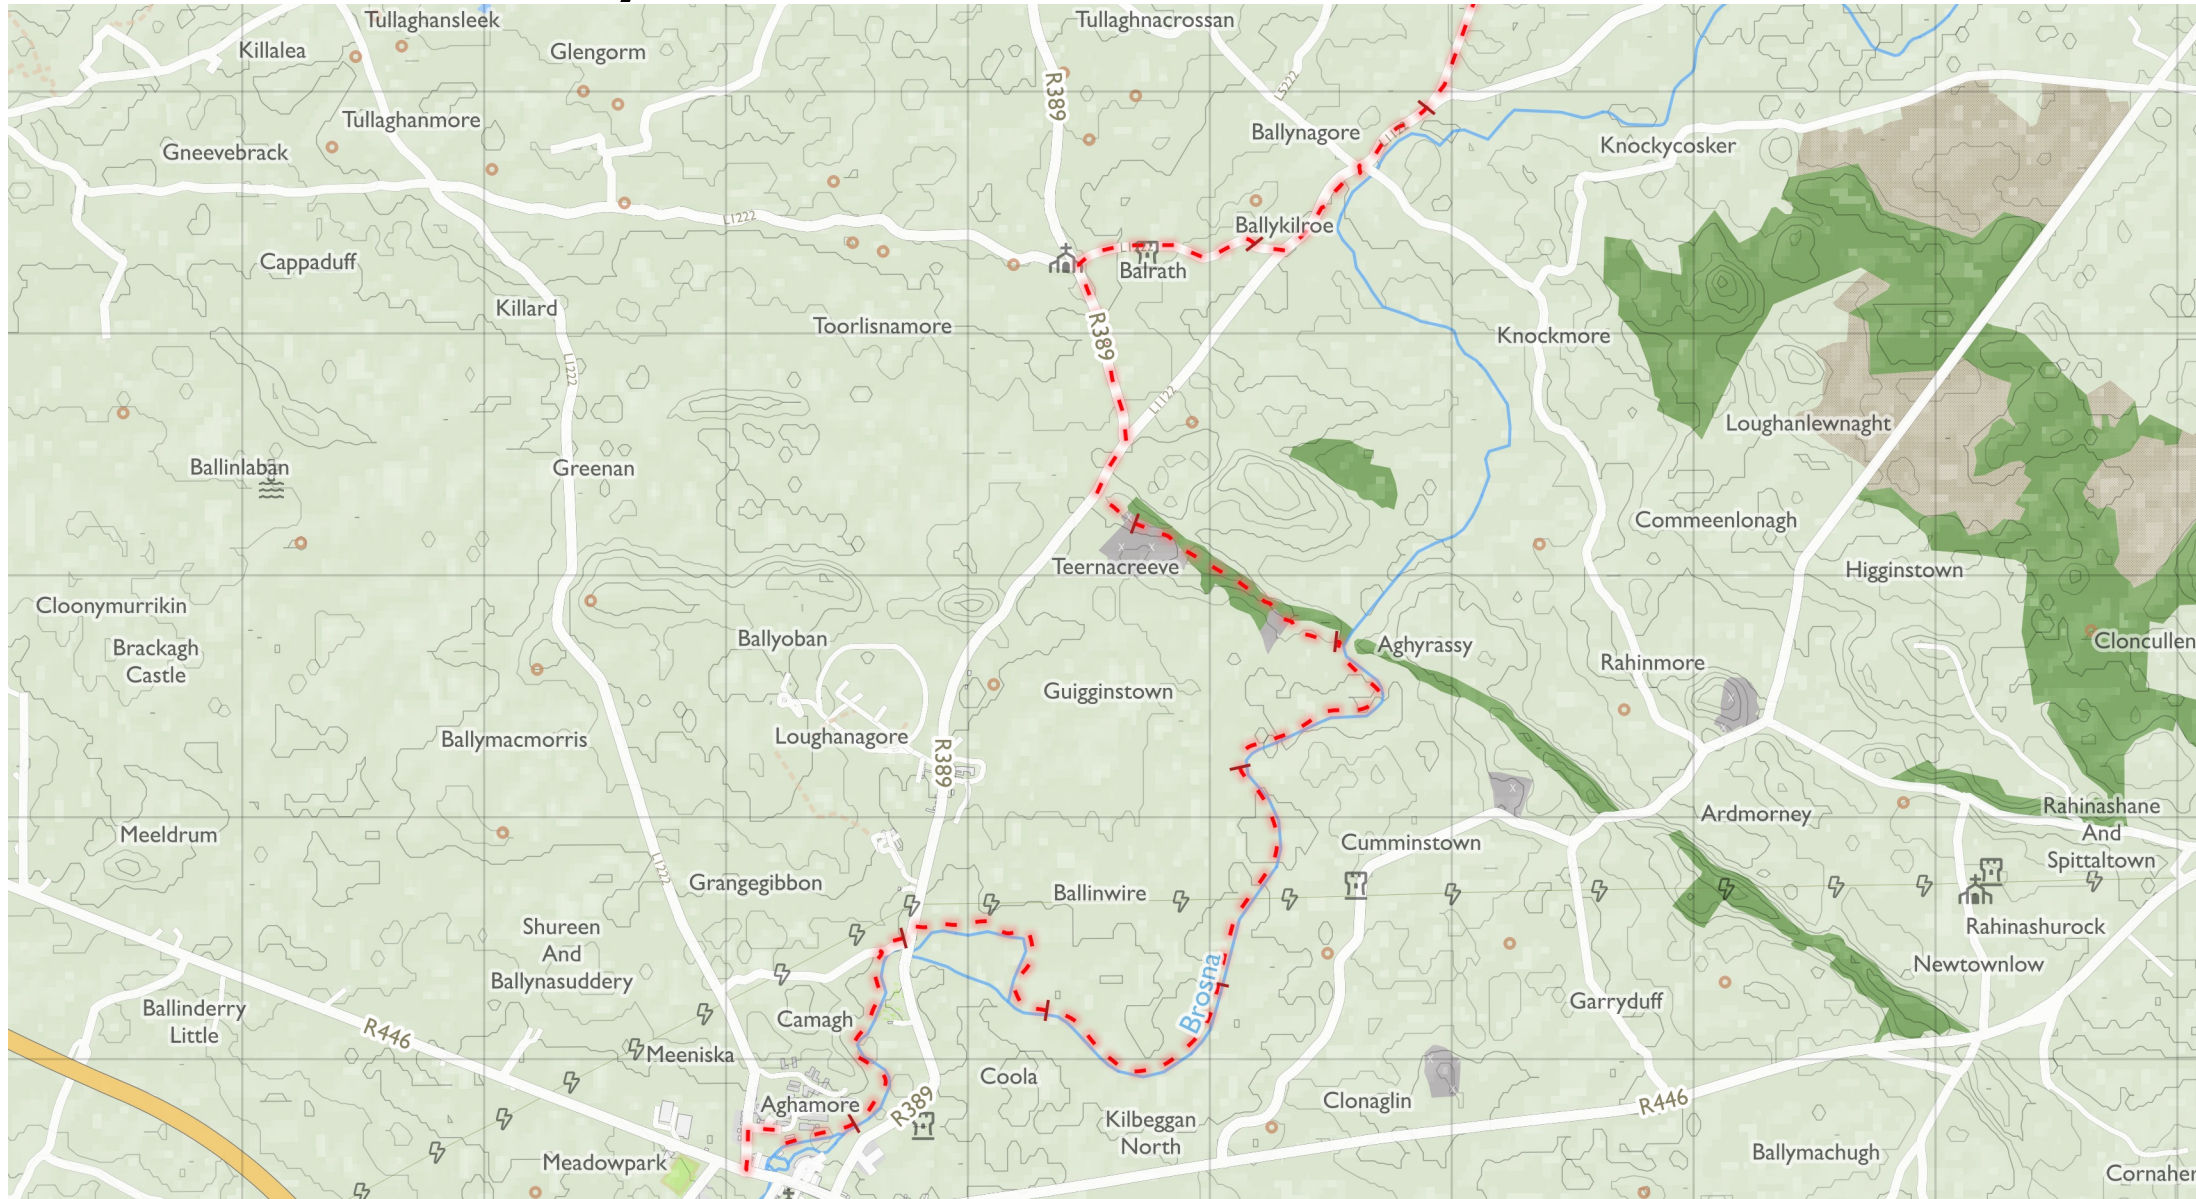 Tullaghansleek
Tullaghnacrossan
Killalea
Glengorm
R389
L5222
Tullaghanmore
Ballynagore
Knockycosker
Gneevebrack
L1222
Ballykilroe
Cappaduff
Balrath
Killard
Toorlisnamore
R389
Knockmore
L1222
L1122
Loughanlewnaght
Ballinlaban
Greenan
Commeenlonagh
Teernacreeve
Higginstown
Cloonymurrikin
Brackagh
Castle
Ballyoban
Aghyrassy
Cloncullen
Rahinmore
Guigginstown
Ballymacmorris
Loughanagore
R389
Meeldrum
Rahinashane
And
Spittaltown
Ardmorney
Cumminstown
L1222
Grangegibbon
Ballinwire
Shureen
And
Ballynasuddery
Rahinashurock
Newtownlow
Brosna
Ballinderry
Little
Camagh
Garryduff
R446
Meeniska
Coola
Aghamore
R389
Clonaglin
R446
Kilbeggan
North
Meadowpark
Ballymachugh
Cornaher